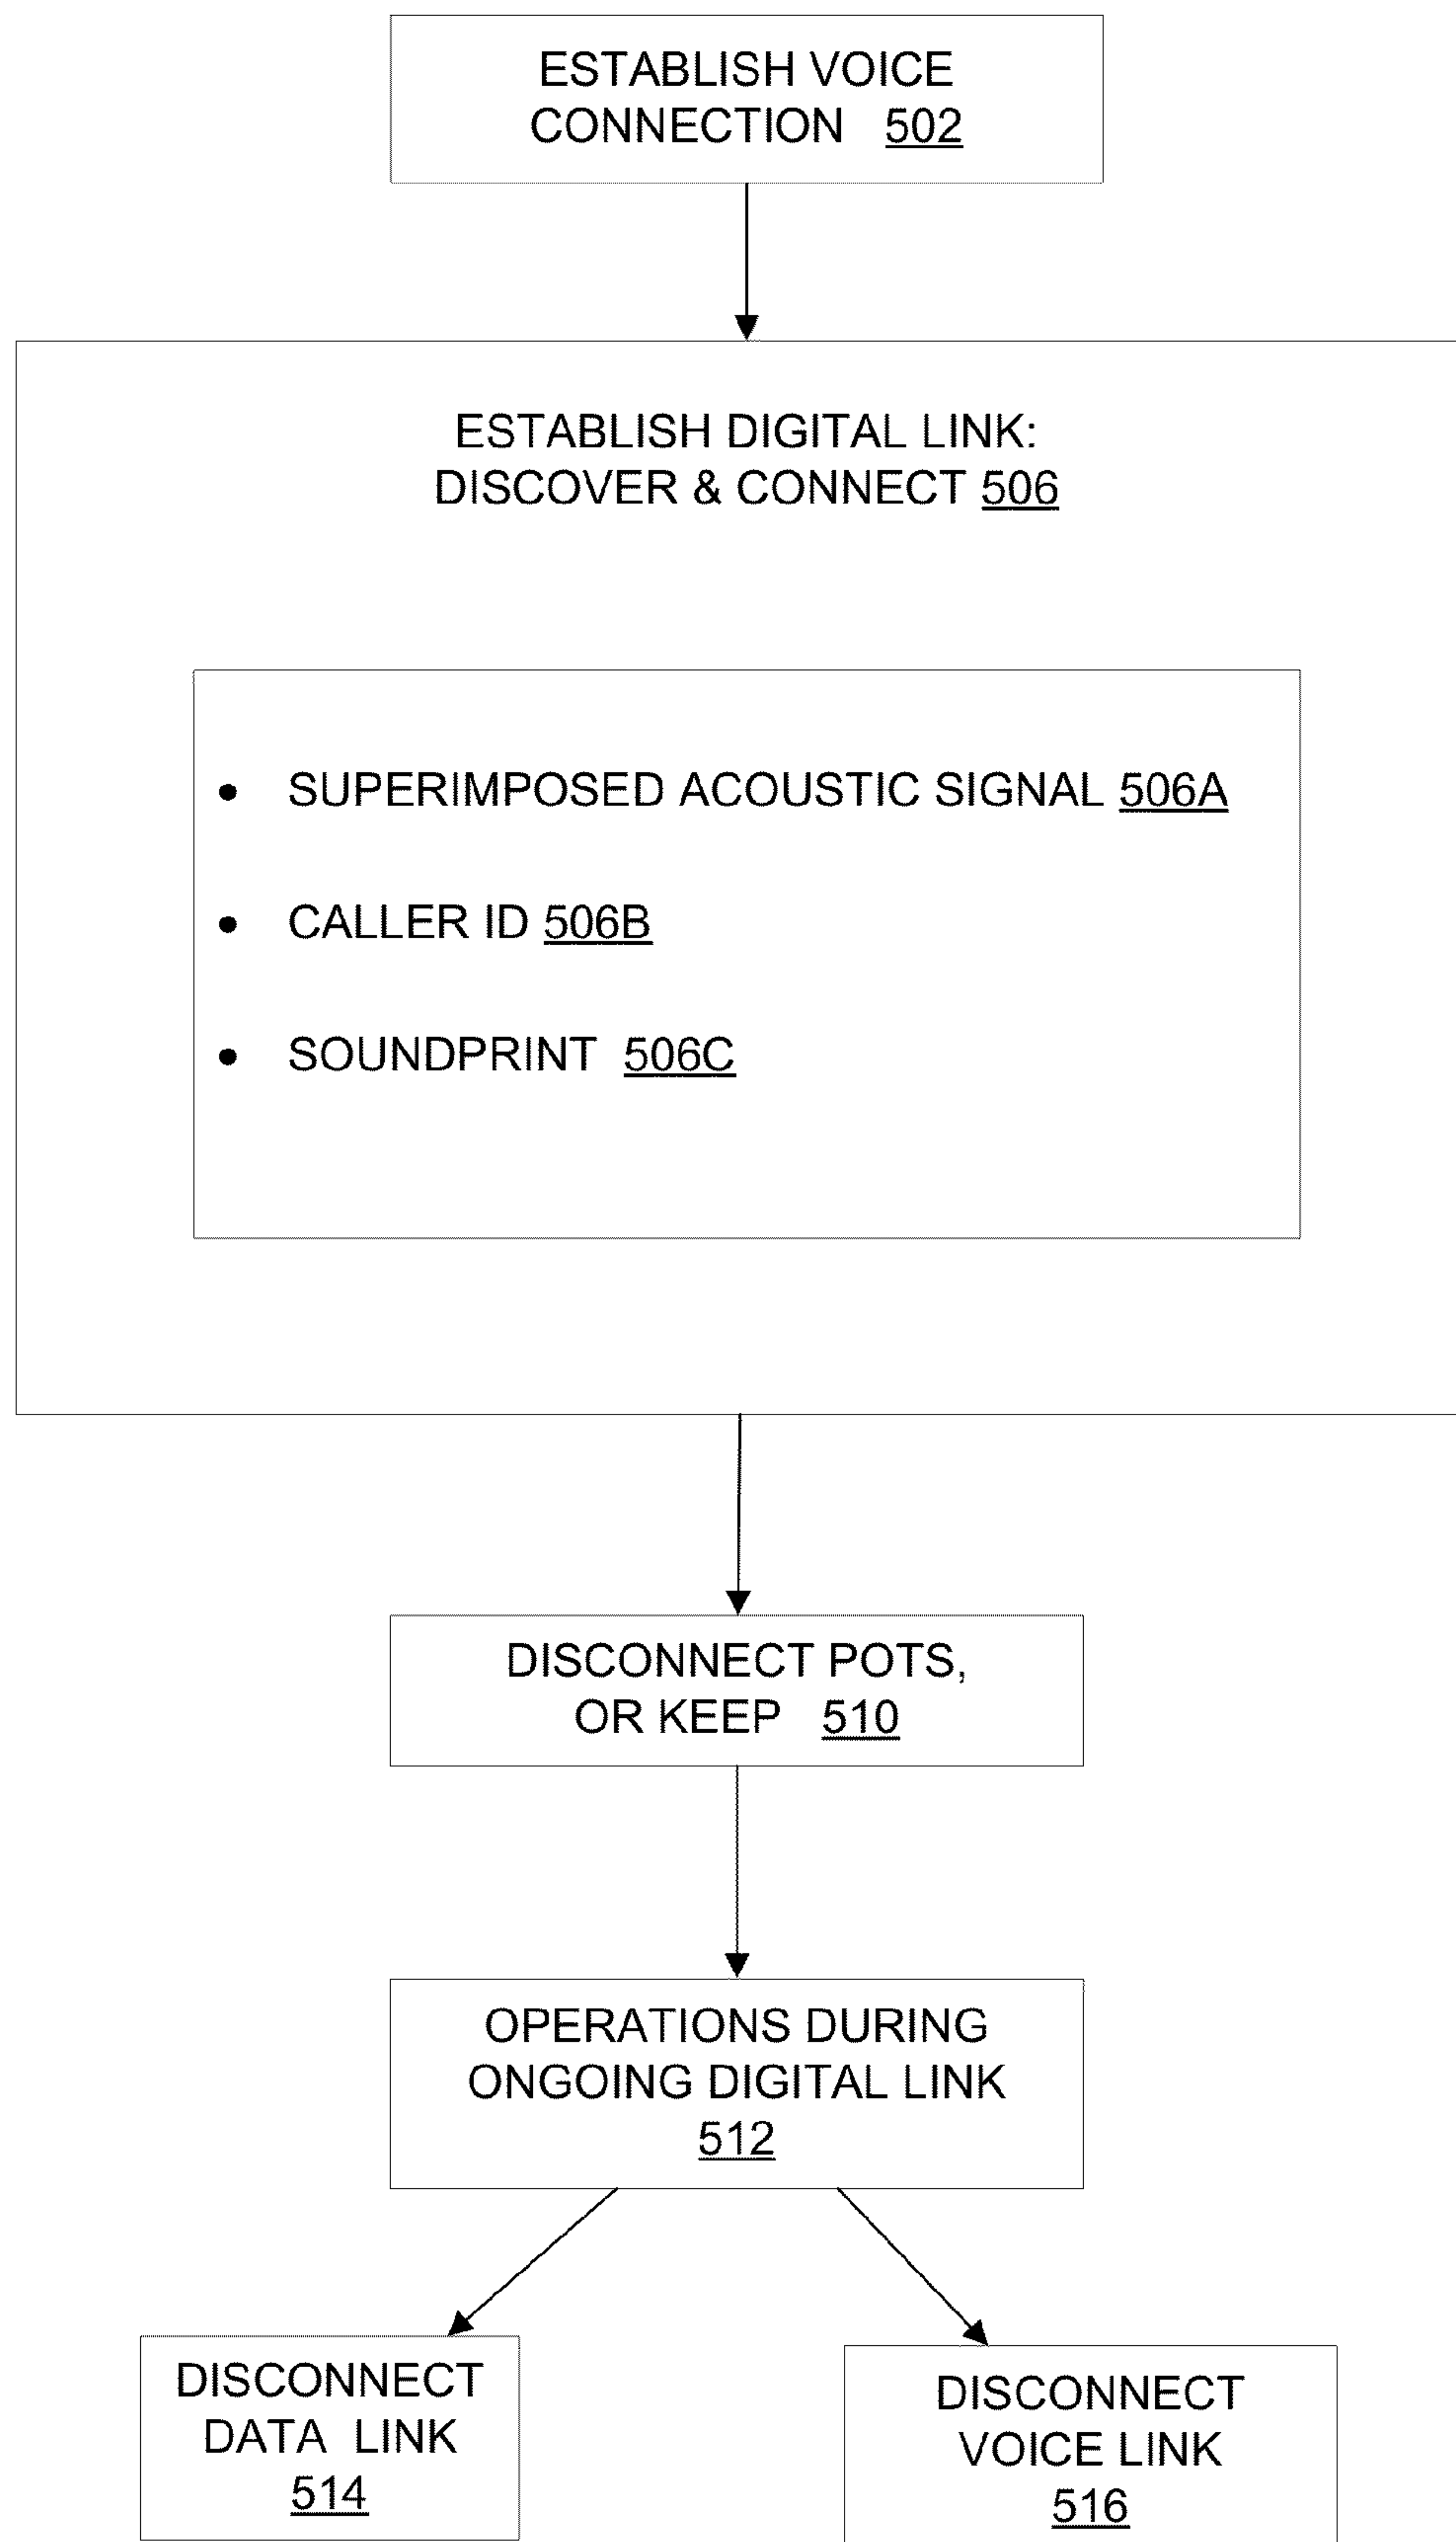 ESTABLISH VOICE
CONNECTION 502
ESTABLISH DIGITAL LINK:
DISCOVER & CONNECT 506
• SUPERIMPOSED ACOUSTIC SIGNAL 506A
• CALLER ID 506B
• SOUNDPRINT 506C
DISCONNECT POTS,
OR KEEP 510
OPERATIONS DURING
ONGOING DIGITAL LINK
512
DISCONNECT
DATA LINK
514
DISCONNECT
VOICE LINK
516